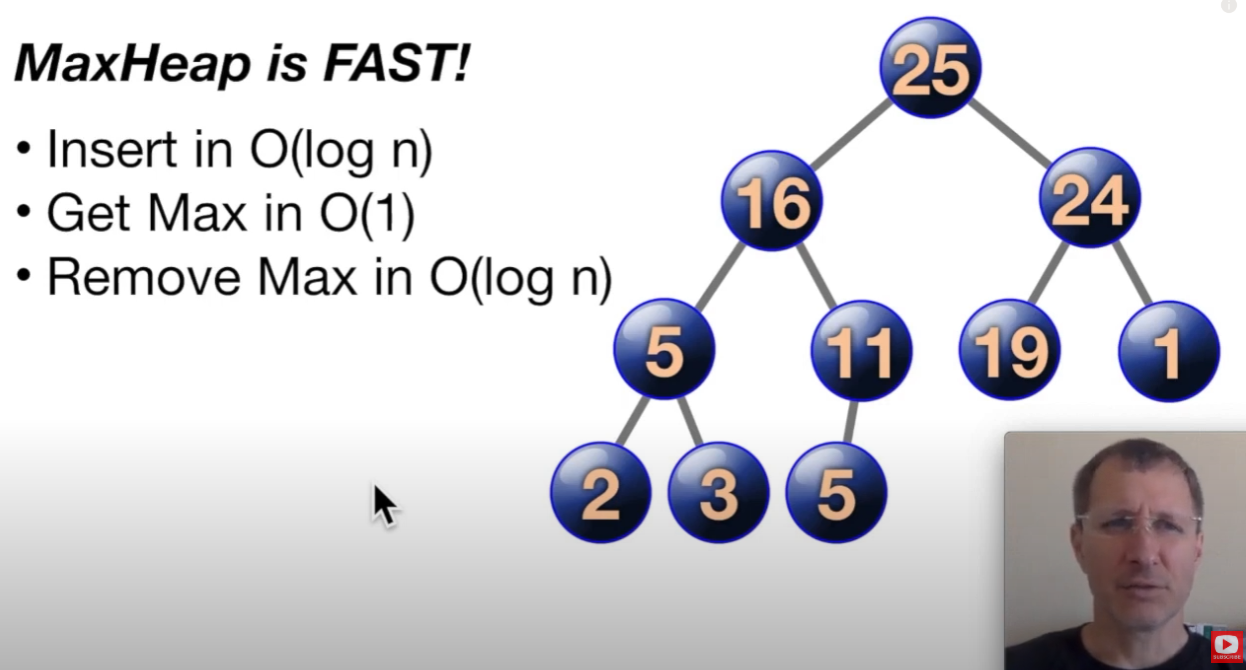 MaxHeap is FAST!
• Insert in O(log n)
• Get Max in O(1)
• Remove Max in O(log n)
25
16
24
5
11
19
1
2
3
5
SUBSCRIBE